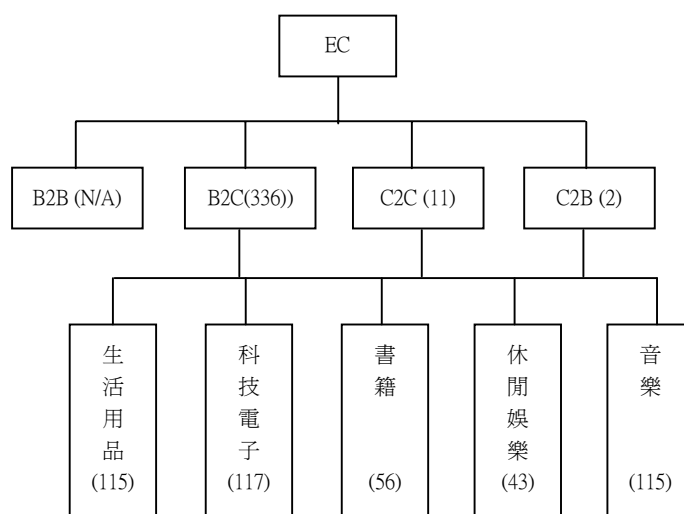 EC
B2B (N/A)
B2C(336))
C2C (11)
C2B (2)
生活用品
(115)
科技電子
(117)
書籍
(56)
休閒娛樂
(43)
音樂
(115)